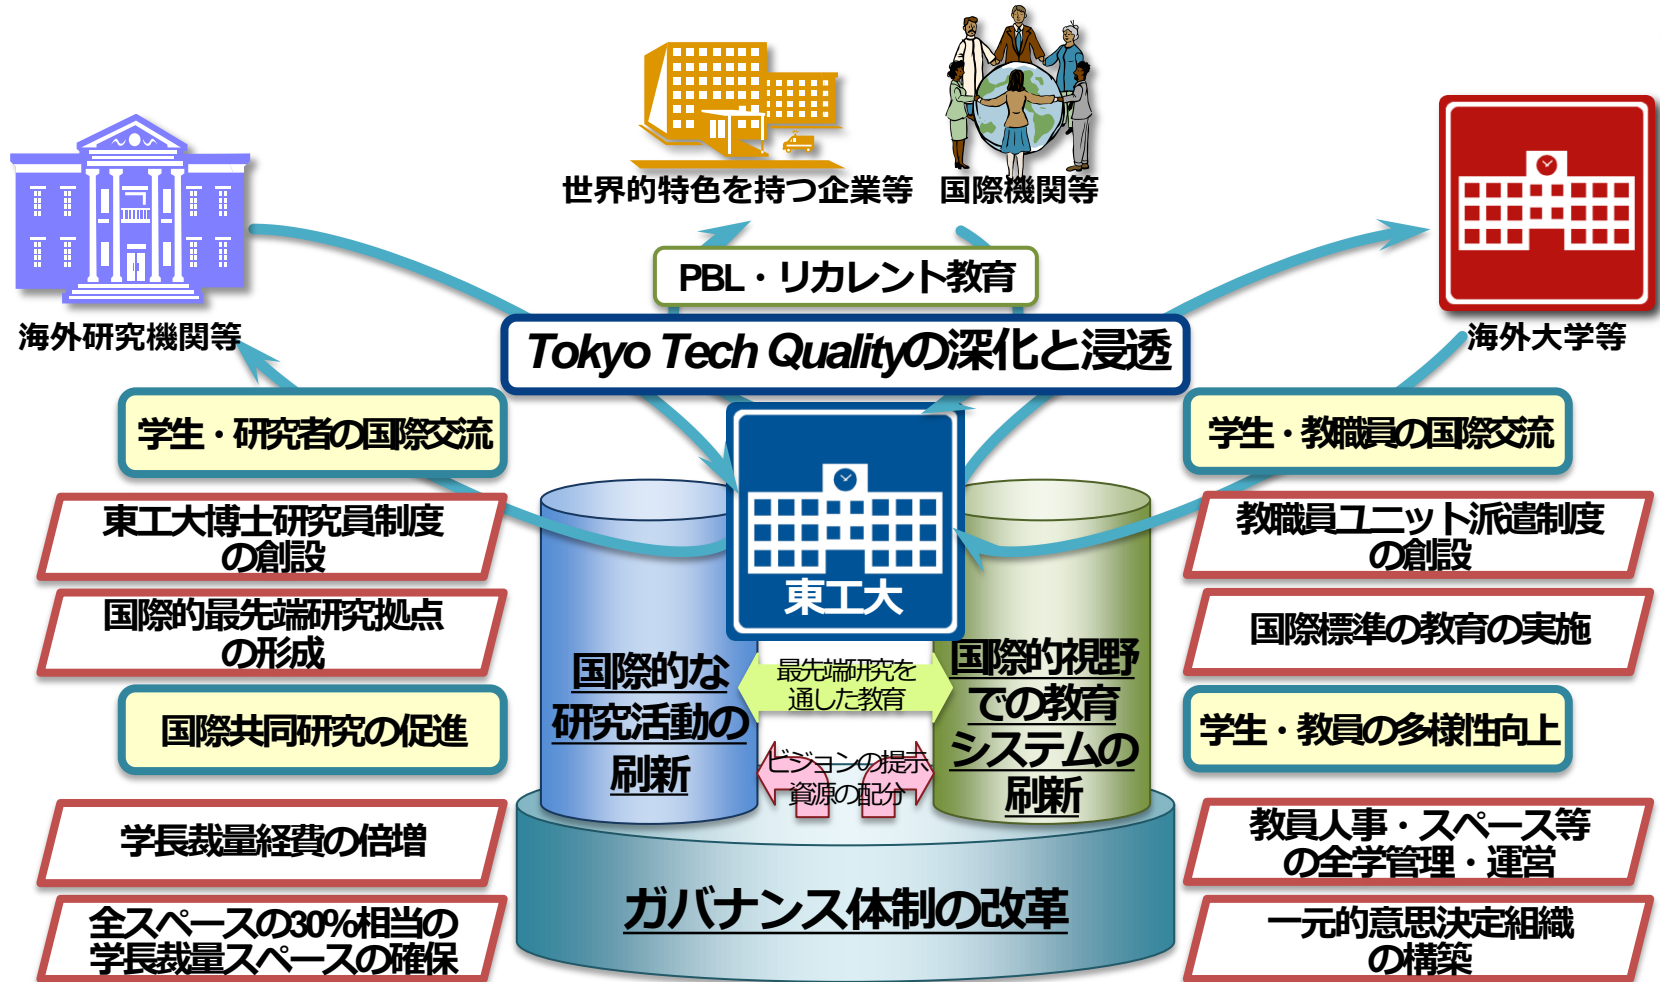 世界的特色を持つ企業等
国際機関等
海外研究機関等
海外大学等
PBL・リカレント教育
Tokyo Tech Qualityの深化と浸透
学生・研究者の国際交流
東工大博士研究員制度
の創設
国際的最先端研究拠点
の形成
国際共同研究の促進
学長裁量経費の倍増
全スペースの30%相当の
学長裁量スペースの確保
東工大
国際的な
研究活動の
刷新
最先端研究を
通した教育
ビジョンの提示
資源の配分
国際的視野
での教育
システムの
刷新
ガバナンス体制の改革
学生・教職員の国際交流
教職員ユニット派遣制度
の創設
国際標準の教育の実施
学生・教員の多様性向上
教員人事・スペース等
の全学管理・運営
一元的意思決定組織
の構築